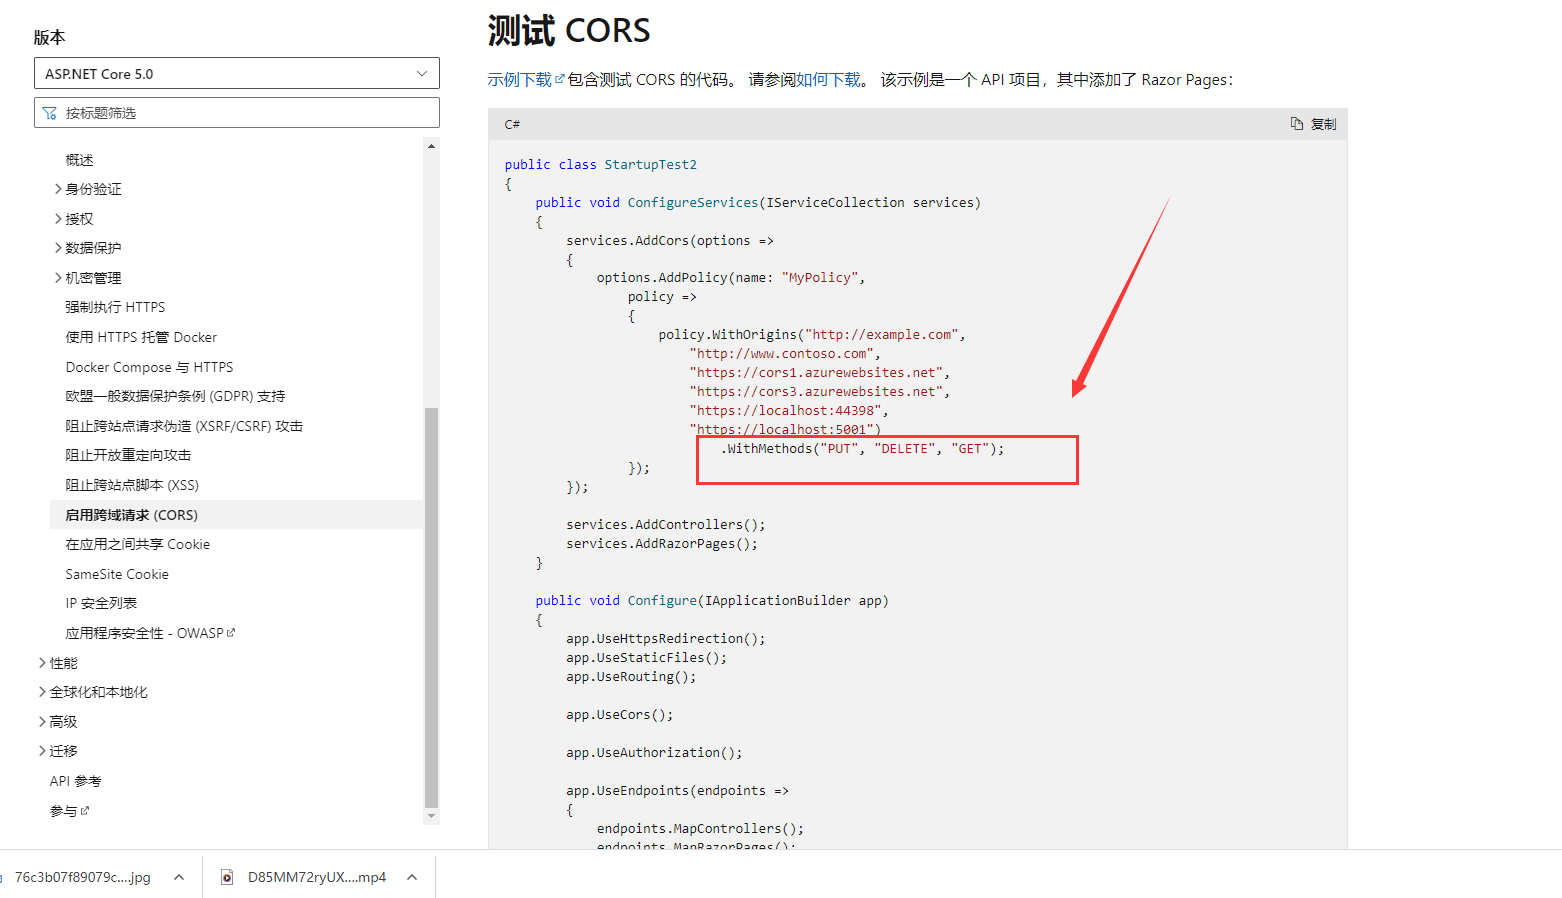 版本
ASP.NET Core 5.0
按标题筛选
概述
身份验证
授权
数据保护
机密管理
强制执行 HTTPS
使用 HTTPS 托管 Docker
Docker Compose 与 HTTPS
欧盟一般数据保护条例 (GDPR) 支持
阻止跨站点请求伪造 (XSRF/CSRF) 攻击
阻止开放重定向攻击
阻止跨站点脚本 (XSS)
启用跨域请求 (CORS)
在应用之间共享 Cookie
SameSite Cookie
IP 安全列表
应用程序安全性 - OWASP
性能
全球化和本地化
高级
迁移
API 参考
参与
测试 CORS
示例下载包含测试 CORS 的代码。 请参阅如何下载。 该示例是一个 API 项目，其中添加了 Razor Pages：
C#
复制
public class StartupTest2
{
    public void ConfigureServices(IServiceCollection services)
    {
        services.AddCors(options =>
        {
            options.AddPolicy(name: "MyPolicy",
                policy =>
                {
                    policy.WithOrigins("http://example.com",
                        "http://www.contoso.com",
                        "https://cors1.azurewebsites.net",
                        "https://cors3.azurewebsites.net",
                        "https://localhost:44398",
                        "https://localhost:5001")
                            .WithMethods("PUT", "DELETE", "GET");
                });
        });

        services.AddControllers();
        services.AddRazorPages();
    }

    public void Configure(IApplicationBuilder app)
    {
        app.UseHttpsRedirection();
        app.UseStaticFiles();
        app.UseRouting();

        app.UseCors();

        app.UseAuthorization();

        app.UseEndpoints(endpoints =>
        {
            endpoints.MapControllers();
            endpoints.MapRazorPages();
76c3b07f89079c....jpg
D85MM72ryUX....mp4